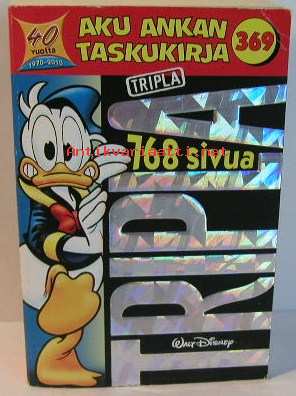 40
vuotta
1970-2010
AKU ANKAN
TASKUKIRJA
369
TRIPLA
768 sivua
TRIPLA
WALT DISNEY